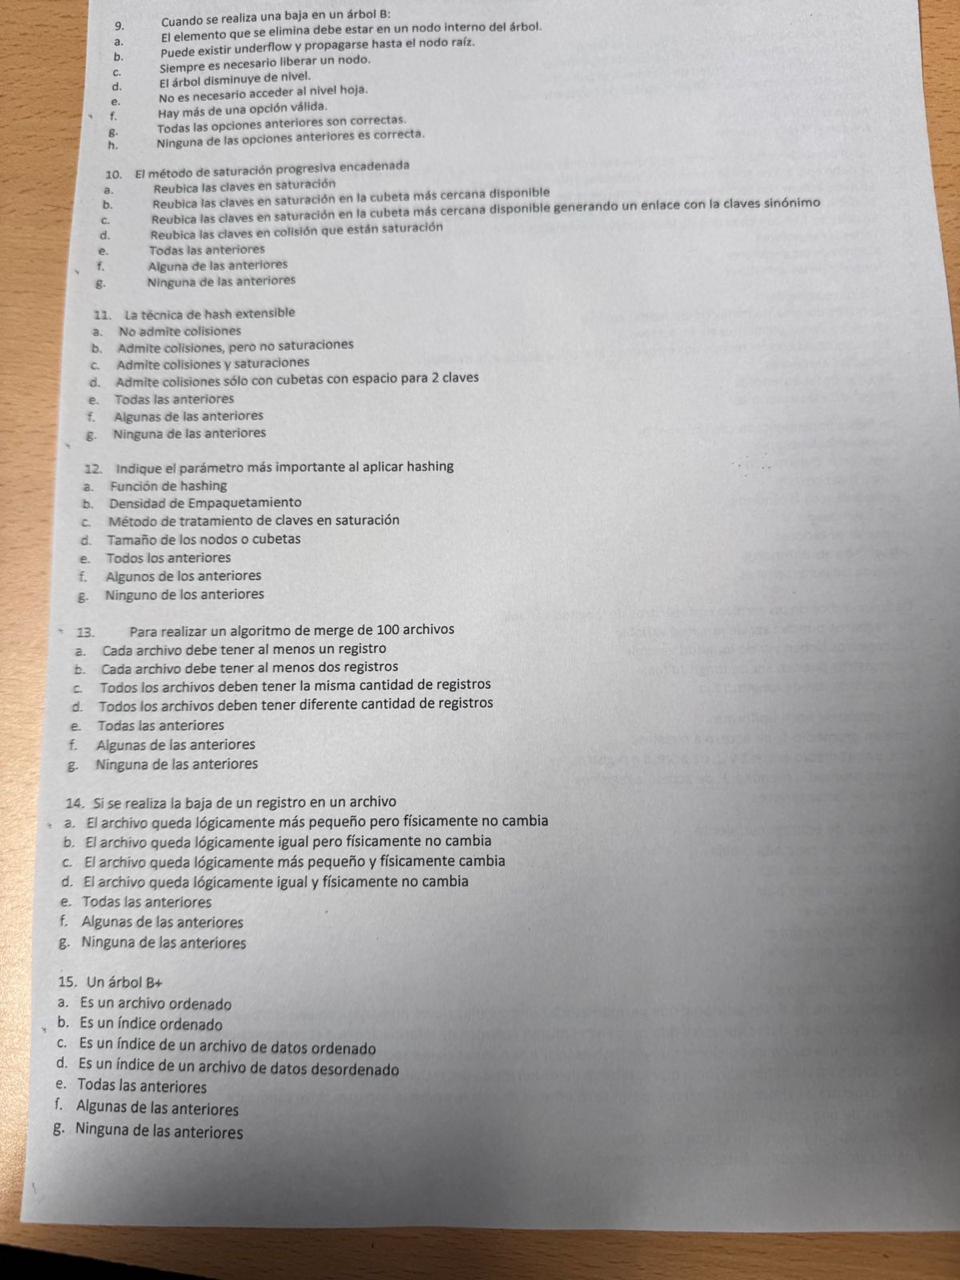 9. Cuando se realiza una baja en un árbol B:
a. El elemento que se elimina debe estar en un nodo interno del árbol.
b. Puede existir underflow y propagarse hasta el nodo raíz.
c. Siempre es necesario liberar un nodo.
d. El árbol disminuye de nivel.
e. No es necesario acceder al nivel hoja.
f. Hay más de una opción válida.
g. Todas las opciones anteriores son correctas.
h. Ninguna de las opciones anteriores es correcta.
10. El método de saturación progresiva encadenada
a. Reubica las claves en saturación
b. Reubica las claves en saturación en la cubeta más cercana disponible
c. Reubica las claves en saturación en la cubeta más cercana disponible generando un enlace con la claves sinónimo
d. Reubica las claves en colisión que están saturación
e. Todas las anteriores
f. Alguna de las anteriores
g. Ninguna de las anteriores
11. La técnica de hash extensible
a. No admite colisiones
b. Admite colisiones, pero no saturaciones
c. Admite colisiones y saturaciones
d. Admite colisiones sólo con cubetas con espacio para 2 claves
e. Todas las anteriores
f. Algunas de las anteriores
g. Ninguna de las anteriores
12. Indique el parámetro más importante al aplicar hashing
a. Función de hashing
b. Densidad de Empaquetamiento
c. Método de tratamiento de claves en saturación
d. Tamaño de los nodos o cubetas
e. Todos los anteriores
f. Algunos de los anteriores
g. Ninguno de los anteriores
13. Para realizar un algoritmo de merge de 100 archivos
a. Cada archivo debe tener al menos un registro
b. Cada archivo debe tener al menos dos registros
c. Todos los archivos deben tener la misma cantidad de registros
d. Todos los archivos deben tener diferente cantidad de registros
e. Todas las anteriores
f. Algunas de las anteriores
g. Ninguna de las anteriores
14. Si se realiza la baja de un registro en un archivo
a. El archivo queda lógicamente más pequeño pero físicamente no cambia
b. El archivo queda lógicamente igual pero físicamente no cambia
c. El archivo queda lógicamente más pequeño y físicamente cambia
d. El archivo queda lógicamente igual y físicamente no cambia
e. Todas las anteriores
f. Algunas de las anteriores
g. Ninguna de las anteriores
15. Un árbol B+
a. Es un archivo ordenado
b. Es un índice ordenado
c. Es un índice de un archivo de datos ordenado
d. Es un índice de un archivo de datos desordenado
e. Todas las anteriores
f. Algunas de las anteriores
g. Ninguna de las anteriores